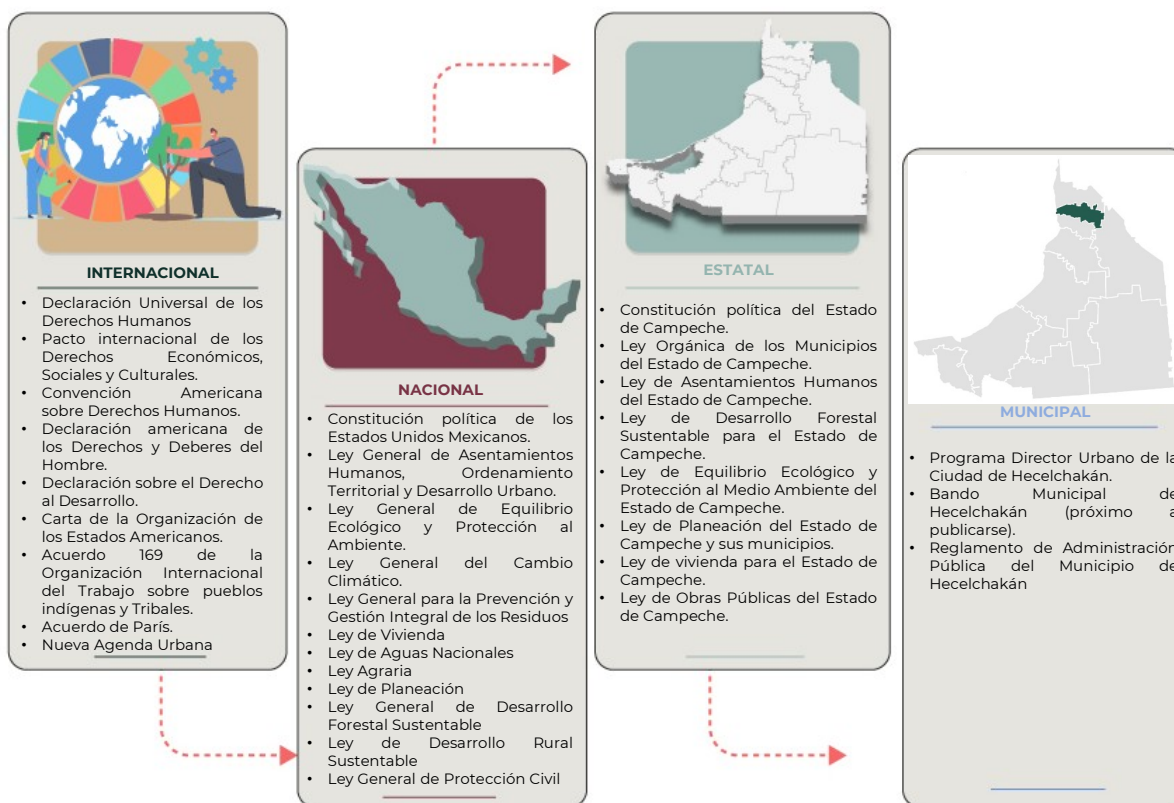 INTERNACIONAL
• Declaración Universal de los
Derechos Humanos
• Pacto internacional de los
Derechos Económicos,
Sociales y Culturales.
• Convención Americana
sobre Derechos Humanos.
• Declaración americana de
los Derechos y Deberes del
Hombre.
• Declaración sobre el Derecho
al Desarrollo.
• Carta de la Organización de
los Estados Americanos.
• Acuerdo 169 de la
Organización Internacional
del Trabajo sobre pueblos
indígenas y Tribales.
• Acuerdo de París.
• Nueva Agenda Urbana
NACIONAL
• Constitución política de los
Estados Unidos Mexicanos.
• Ley General de Asentamientos
Humanos, Ordenamiento
Territorial y Desarrollo Urbano.
• Ley General de Equilibrio
Ecológico y Protección al
Ambiente.
• Ley General del Cambio
Climático.
• Ley General para la Prevención y
Gestión Integral de los Residuos
• Ley de Vivienda
• Ley de Aguas Nacionales
• Ley Agraria
• Ley de Planeación
• Ley General de Desarrollo
Forestal Sustentable
• Ley de Desarrollo Rural
Sustentable
• Ley General de Protección Civil
ESTATAL
• Constitución política del Estado
de Campeche.
• Ley Orgánica de los Municipios
del Estado de Campeche.
• Ley de Asentamientos Humanos
del Estado de Campeche.
• Ley de Desarrollo Forestal
Sustentable para el Estado de
Campeche.
• Ley de Equilibrio Ecológico y
Protección al Medio Ambiente del
Estado de Campeche.
• Ley de Planeación del Estado de
Campeche y sus municipios.
• Ley de vivienda para el Estado de
Campeche.
• Ley de Obras Públicas del Estado
de Campeche.
MUNICIPAL
• Programa Director Urbano de la
Ciudad de Hecelchakán.
• Bando Municipal de
Hecelchakán (próximo a
publicarse).
• Reglamento de Administración
Pública del Municipio de
Hecelchakán